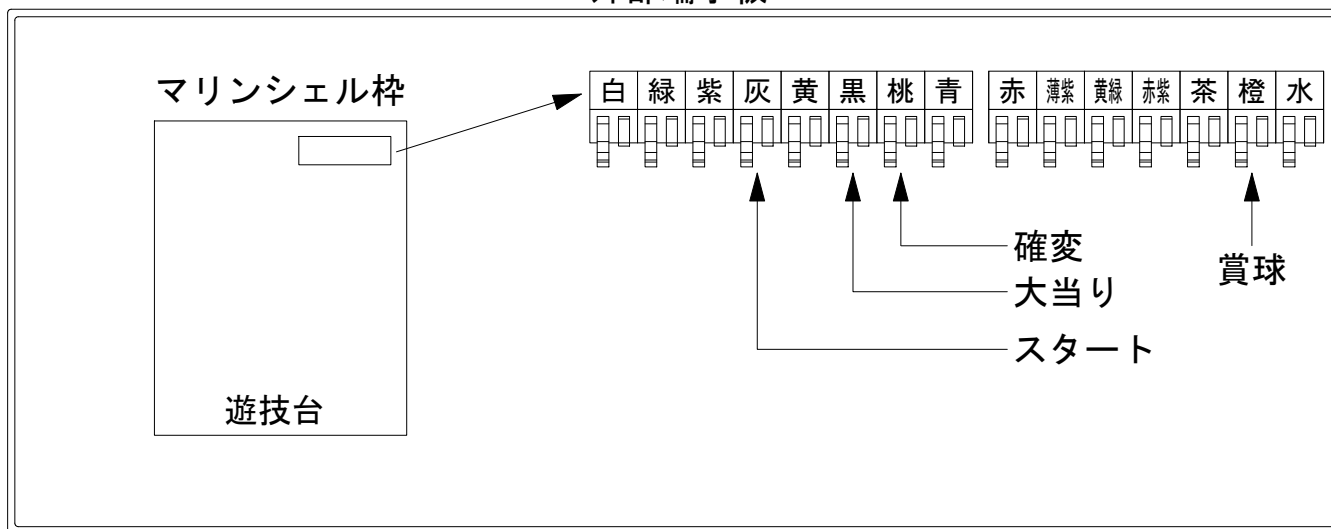 マリンシェル枠
白 緑 紫 灰 黄 黒 桃 青 赤 薄紫 黄緑 赤紫 茶 橙 水
確変
賞球
大当り
スタート
遊技台